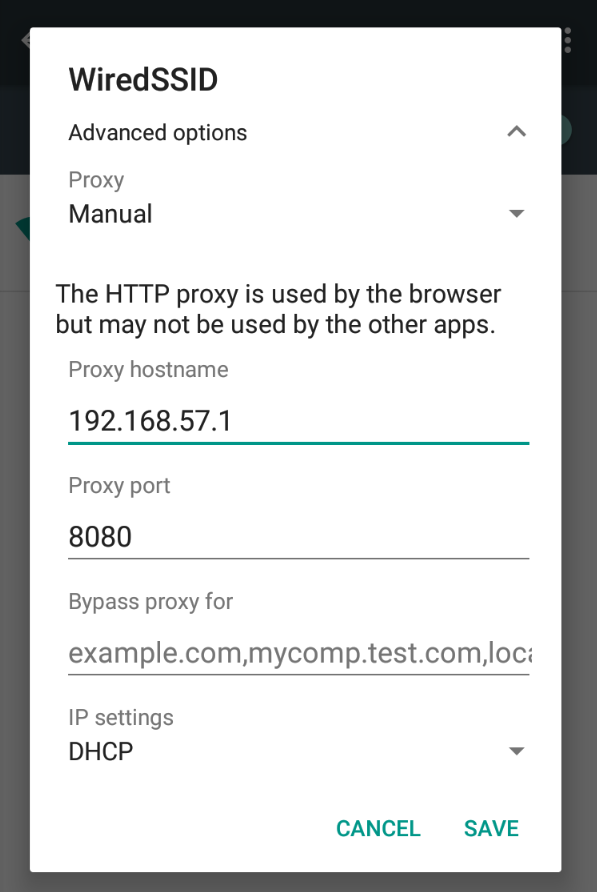 WiredSSID
Advanced options
Proxy
Manual
The HTTP proxy is used by the browser
but may not be used by the other apps.
Proxy hostname
192.168.57.1
Proxy port
8080
Bypass proxy for
example.com,mycomp.test.com,loca
IP settings
DHCP
CANCEL SAVE